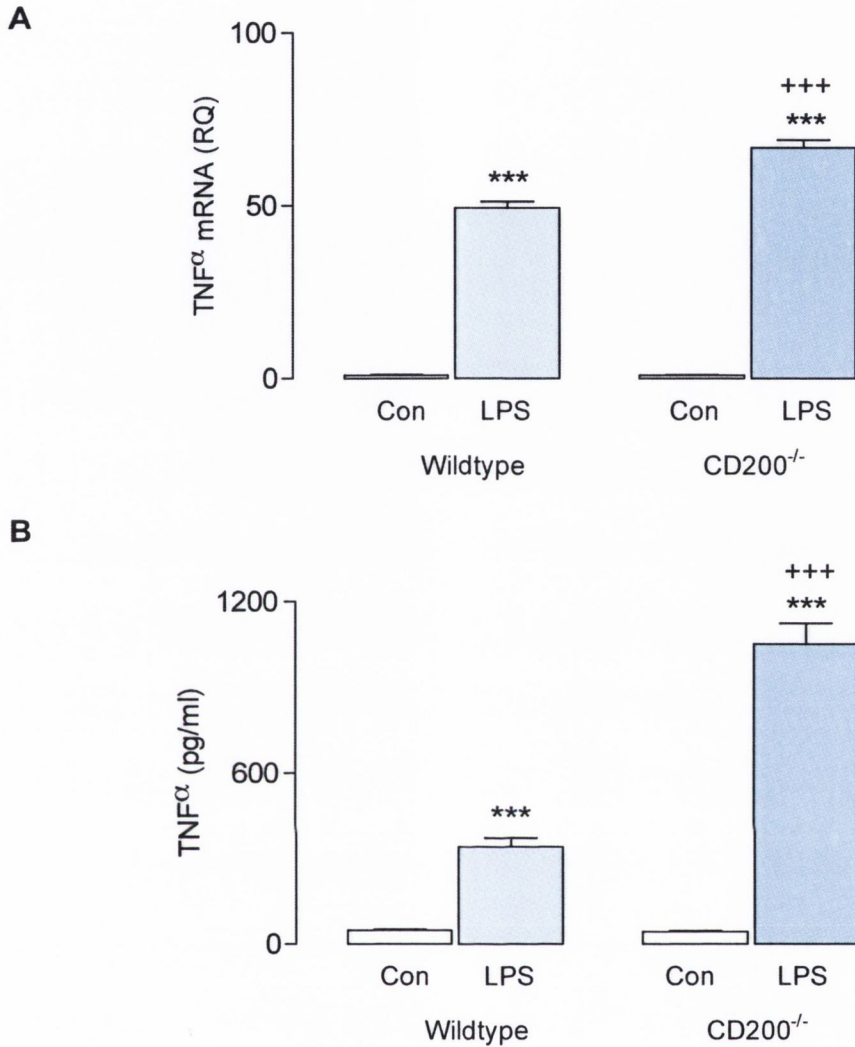 A
100
+++
***
***
TNFα mRNA (RQ)
50
0
Con LPS Con LPS
Wildtype CD200-/-
B
+++
1200
***
TNFα (pg/ml)
600
***
0
Con LPS Con LPS
Wildtype CD200-/-